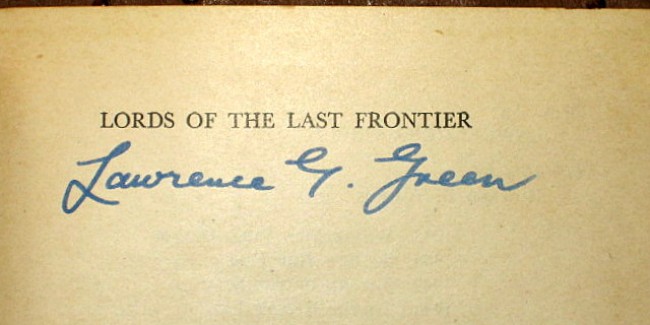 LORDS OF THE LAST FRONTIER
Lawrence G. Green